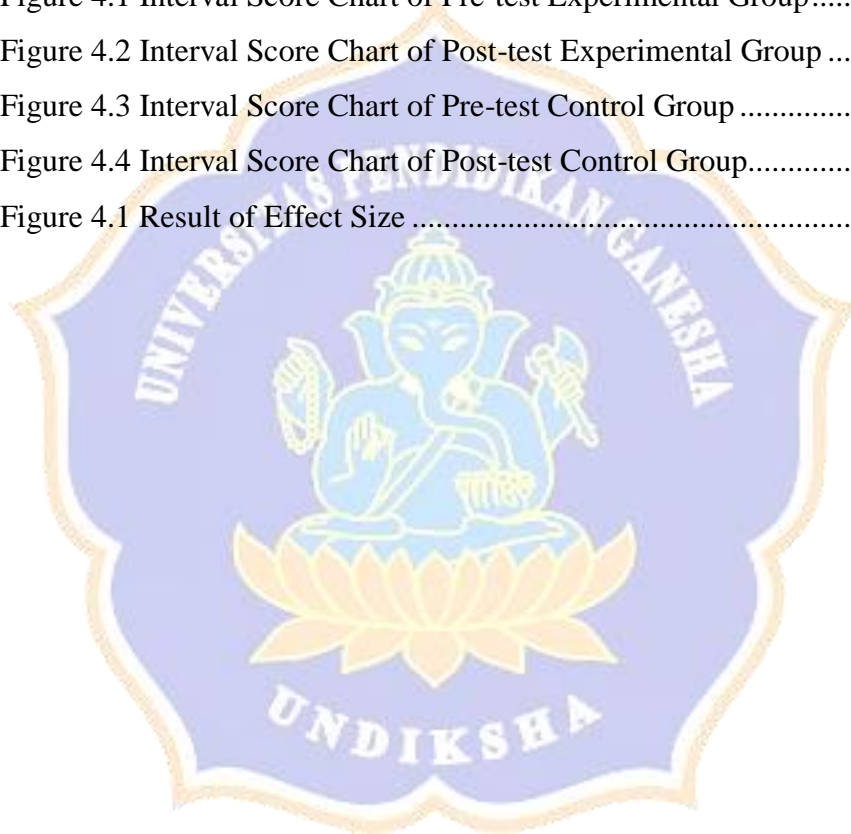 Figure 4.1 Interval Score Chart of Pre-test Experimental Group.....
Figure 4.2 Interval Score Chart of Post-test Experimental Group ...
Figure 4.3 Interval Score Chart of Pre-test Control Group .............
Figure 4.4 Interval Score Chart of Post-test Control Group.............
Figure 4.1 Result of Effect Size ......................................................
UNIVERSITAS PENDIDIKAN GANESHA
UNDIKSHA